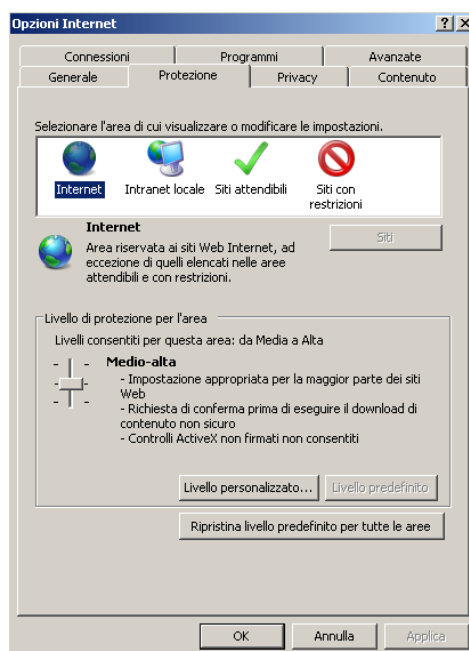 Opzioni Internet
Connessioni Programmi Avanzate
Generale Protezione Privacy Contenuto
Selezionare l'area di cui visualizzare o modificare le impostazioni.
Internet Intranet locale Siti attendibili Siti con
restrizioni
Internet
Siti
Area riservata ai siti Web Internet, ad
eccezione di quelli elencati nelle aree
attendibili e con restrizioni.
Livello di protezione per l'area
Livelli consentiti per questa area: da Media a Alta
Medio-alta
- Impostazione appropriata per la maggior parte dei siti
Web
- Richiesta di conferma prima di eseguire il download di
contenuto non sicuro
- Controlli ActiveX non firmati non consentiti
Livello personalizzato... Livello predefinito
Ripristina livello predefinito per tutte le aree
OK Annulla Applica